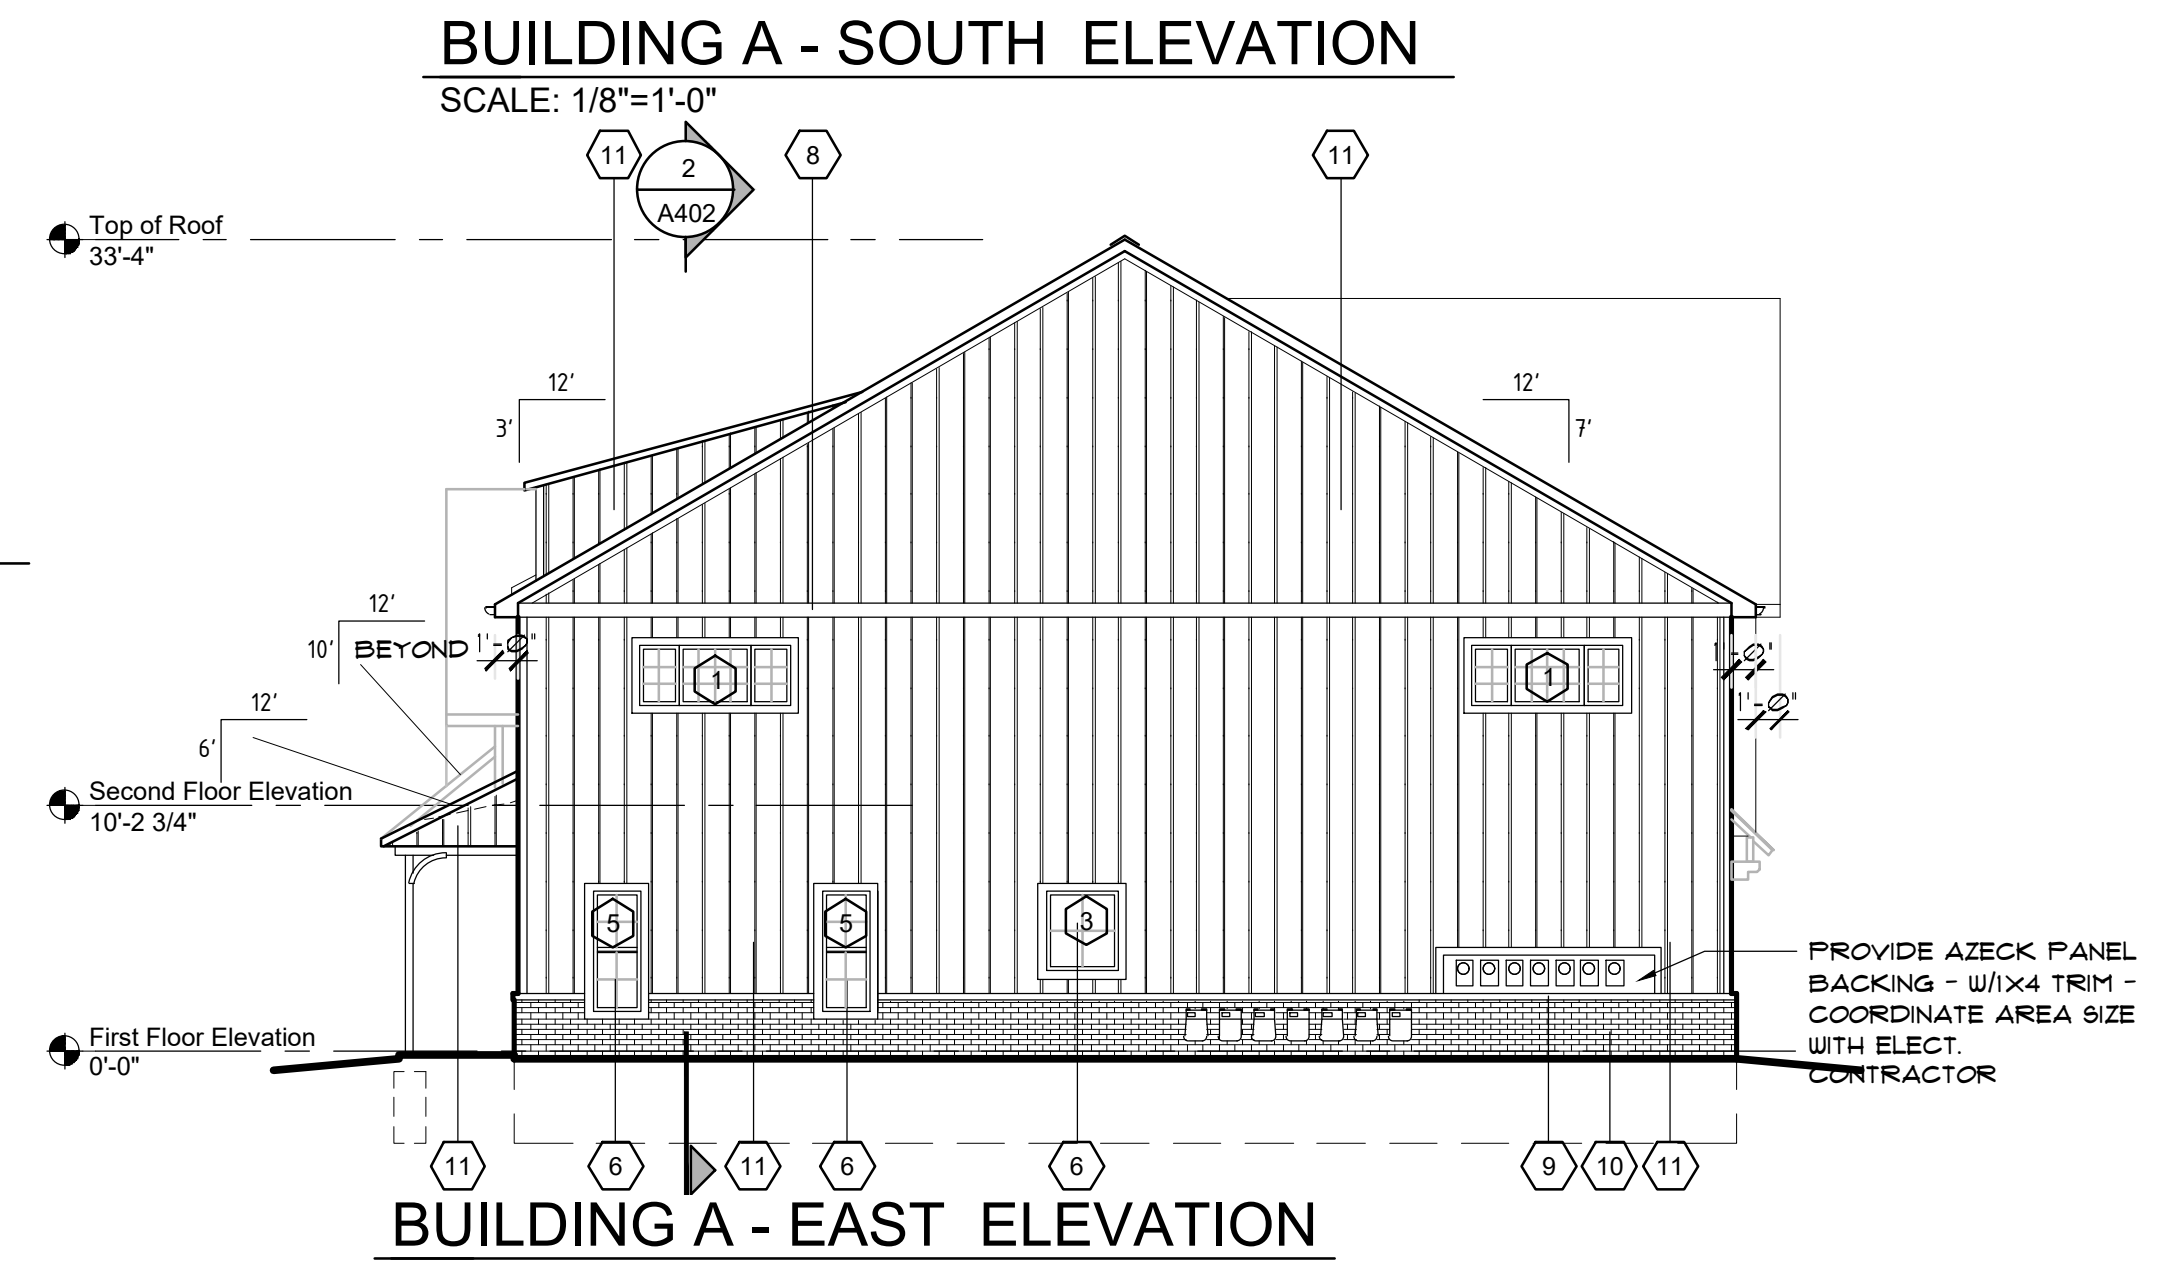 BUILDING A - SOUTH ELEVATION
SCALE: 1/8"=1'-0"
11
2
A402
8
11
Top of Roof
33'-4"
12'
3'
12'
7'
12'
10'
BEYOND
1'-0"
1'-0"
1
1
1'-0"
12'
6'
Second Floor Elevation
10'-2 3/4"
5
5
3
PROVIDE AZECK PANEL
BACKING - W/1X4 TRIM -
COORDINATE AREA SIZE
WITH ELECT.
CONTRACTOR
First Floor Elevation
0'-0"
11
6
11
6
6
9
10
11
BUILDING A - EAST ELEVATION